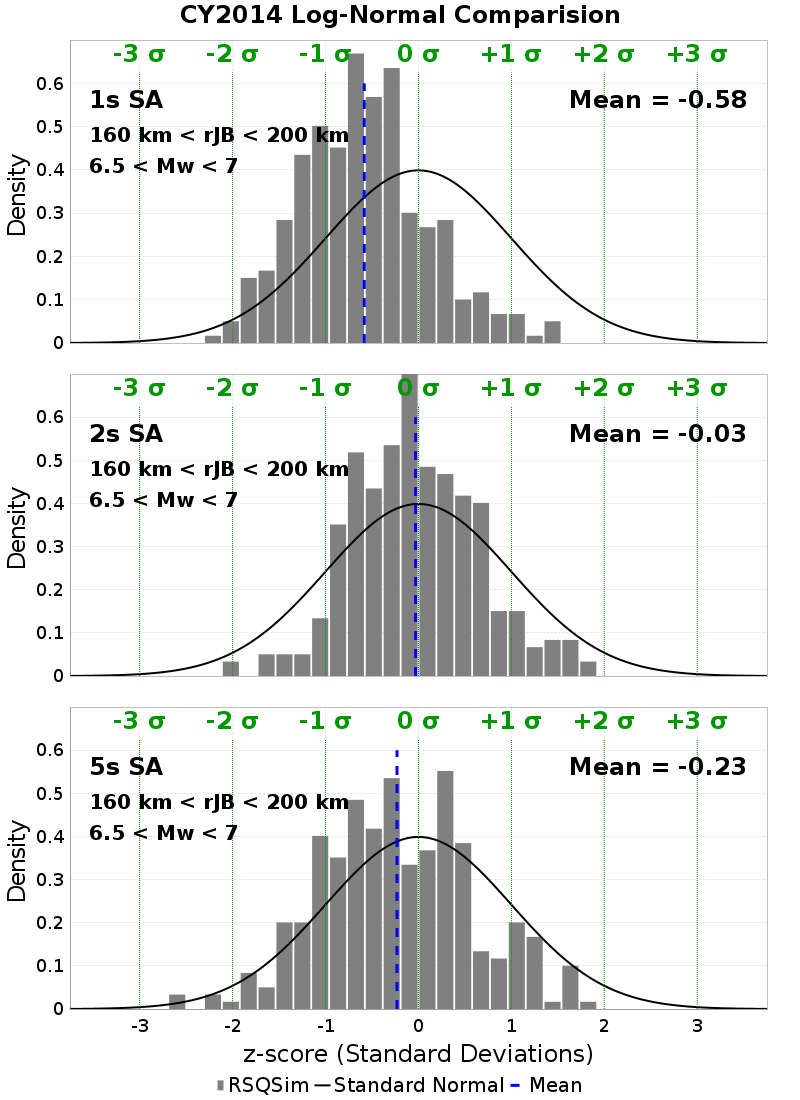 CY2014 Log-Normal Comparision
-3 σ -2 σ -1 σ 0 σ +1 σ +2 σ +3 σ
1s SA Mean = -0.58
160 km < rJB < 200 km
6.5 < Mw < 7
Density
0.6
0.5
0.4
0.3
0.2
0.1
0
-3 σ -2 σ -1 σ 0 σ +1 σ +2 σ +3 σ
2s SA Mean = -0.03
160 km < rJB < 200 km
6.5 < Mw < 7
Density
0.6
0.5
0.4
0.3
0.2
0.1
0
-3 σ -2 σ -1 σ 0 σ +1 σ +2 σ +3 σ
5s SA Mean = -0.23
160 km < rJB < 200 km
6.5 < Mw < 7
Density
0.6
0.5
0.4
0.3
0.2
0.1
0
-3 -2 -1 0 1 2 3
z-score (Standard Deviations)
RSQSim Standard Normal Mean